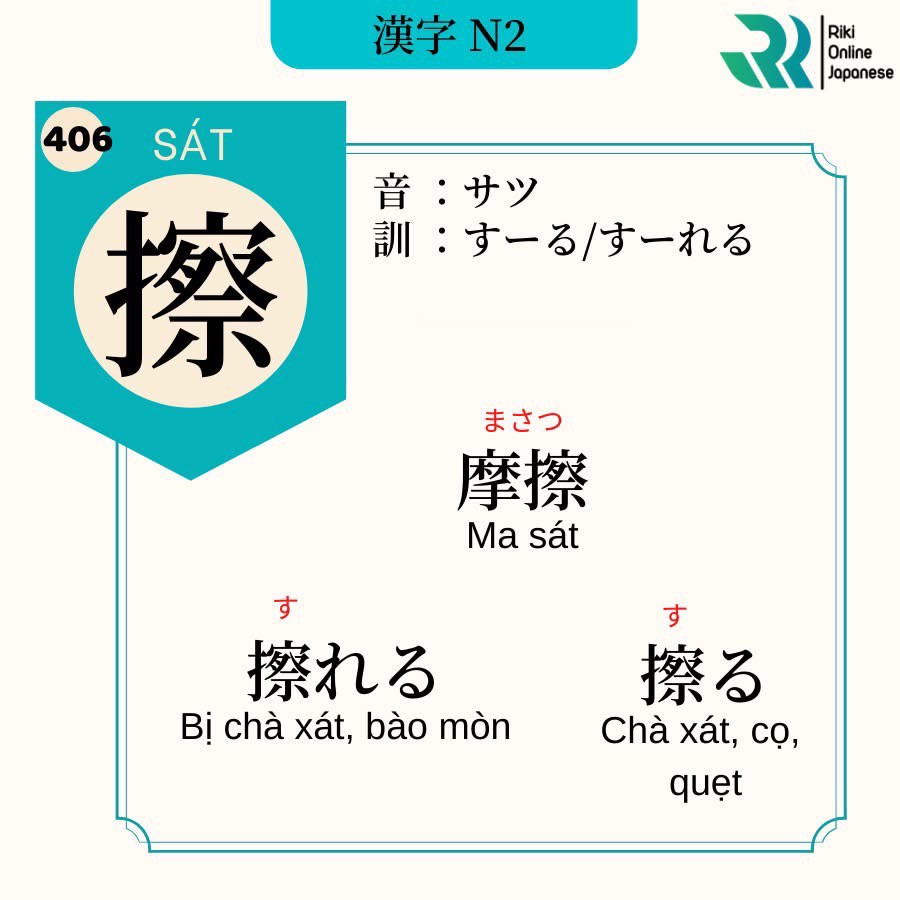 漢字 N2
Riki
Online
Japanese
406
SÁT
擦
音 ：サツ
訓 ：すーる/すーれる
まさつ
摩擦
Ma sát
す
擦れる
Bị chà xát, bào mòn
す
擦る
Chà xát, cọ,
quẹt